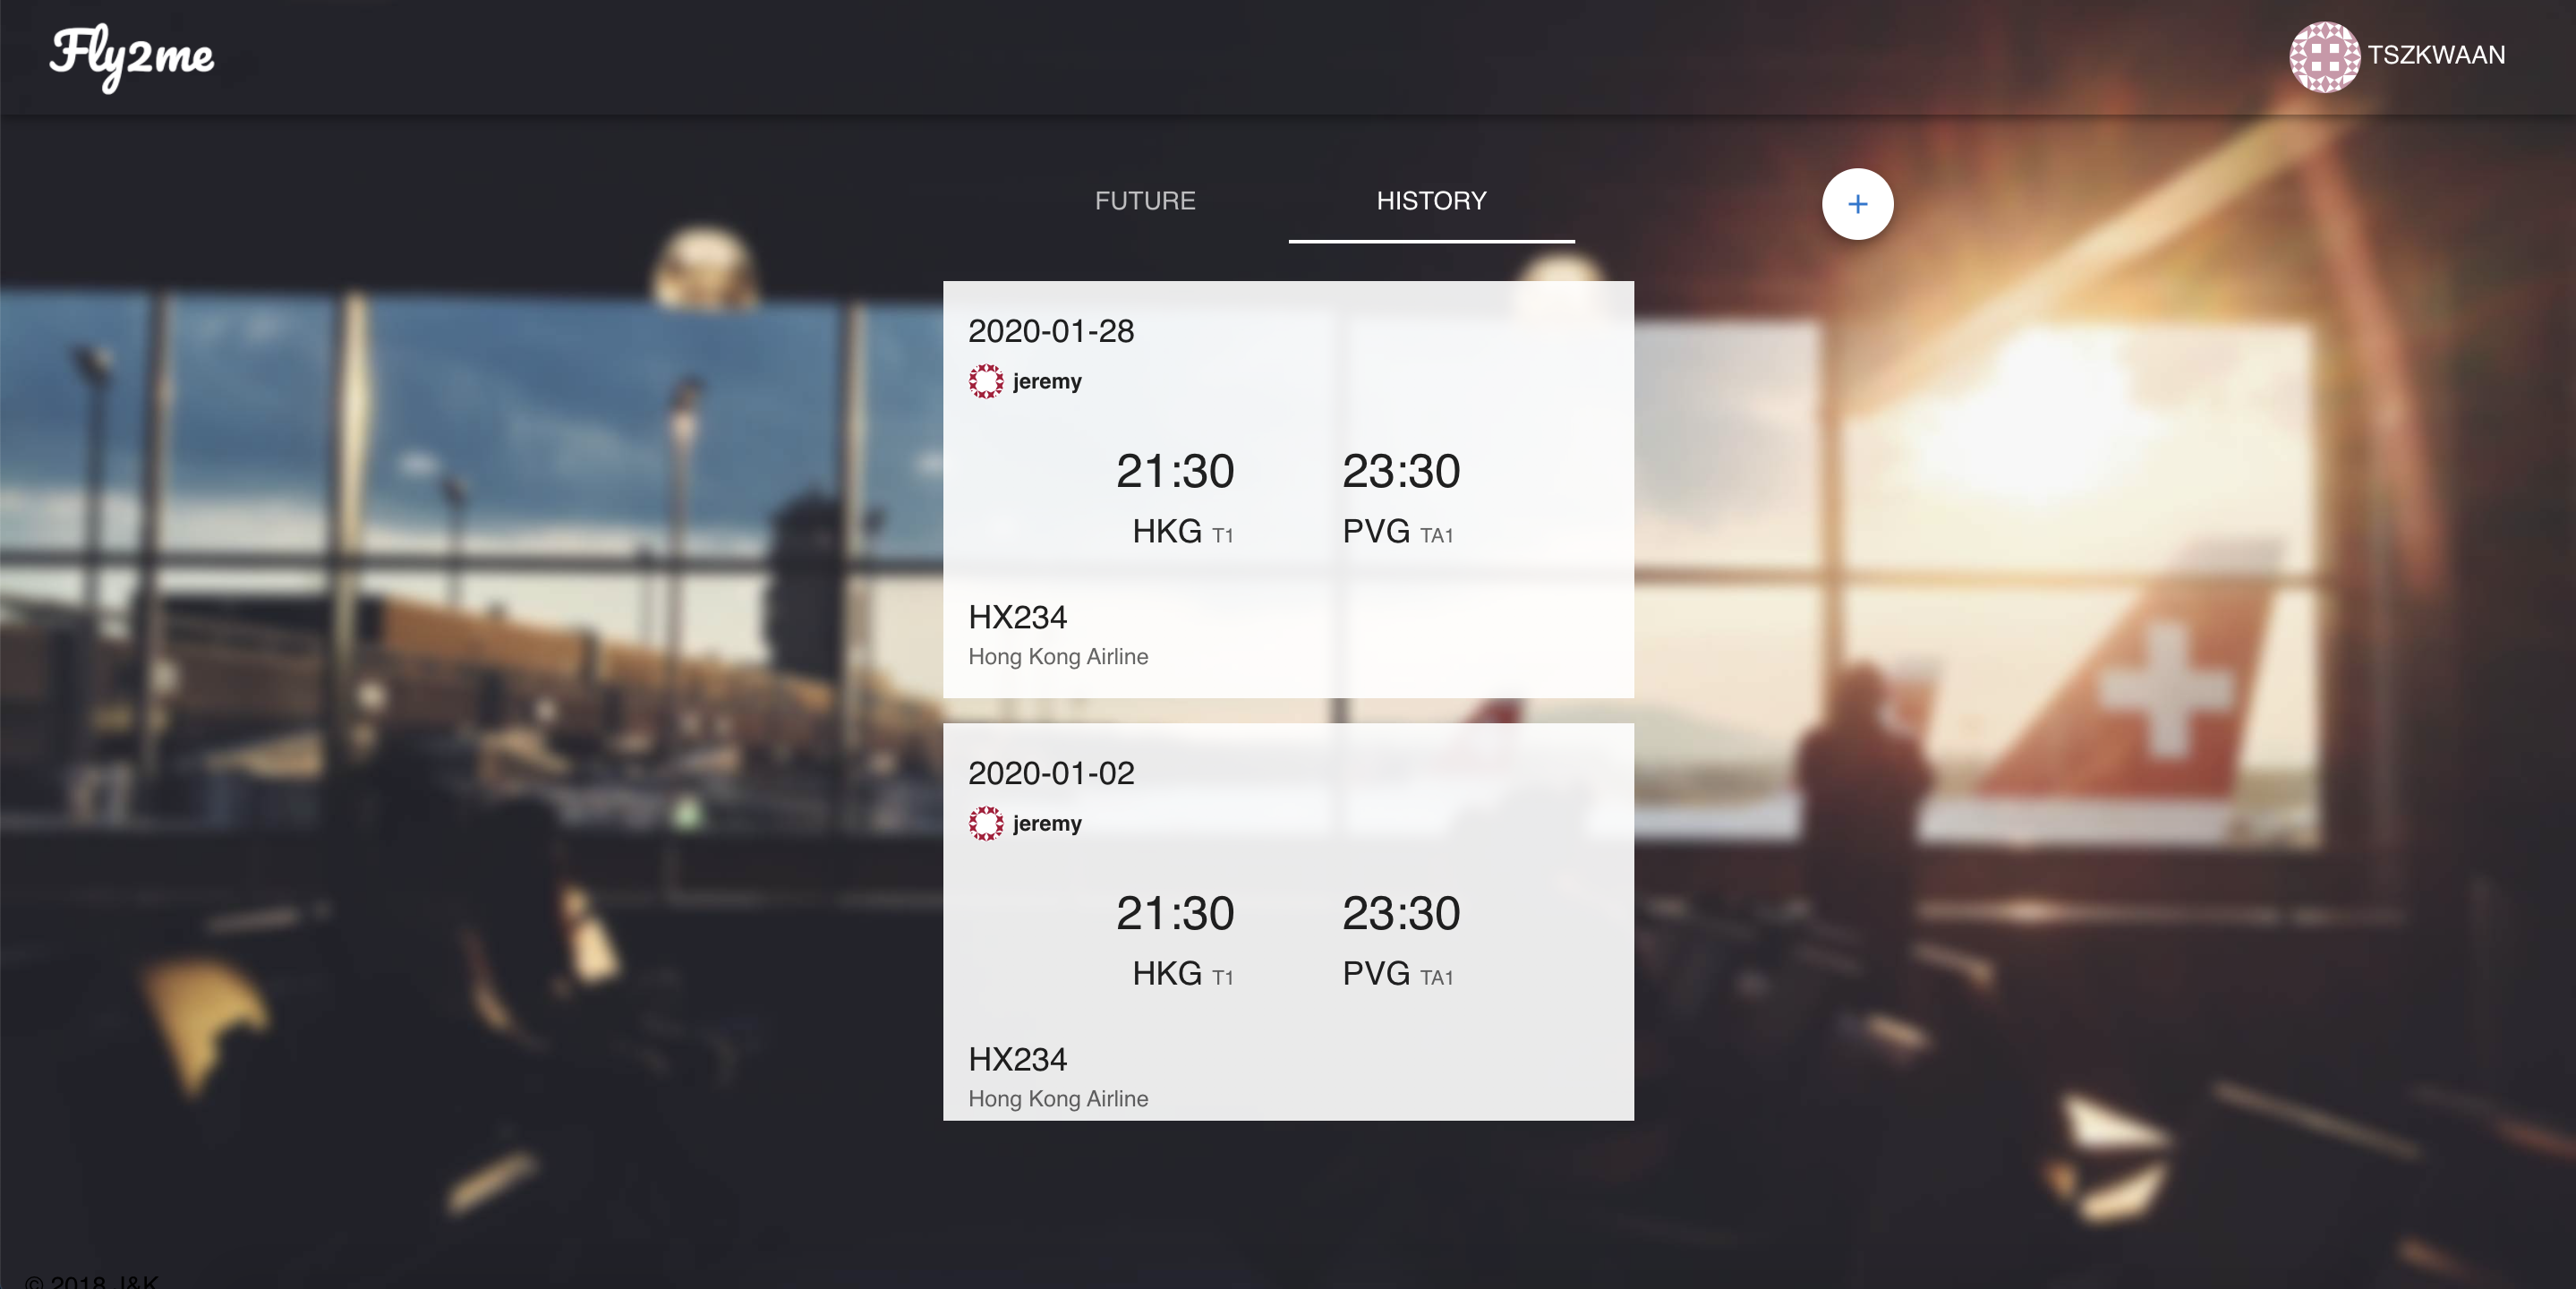 Fly2me
TSZKWAAN
FUTURE
HISTORY
+
2020-01-28
jeremy
21:30 23:30
HKG T1 PVG TA1
HX234
Hong Kong Airline
2020-01-02
jeremy
21:30 23:30
HKG T1 PVG TA1
HX234
Hong Kong Airline
© 2018 J&K